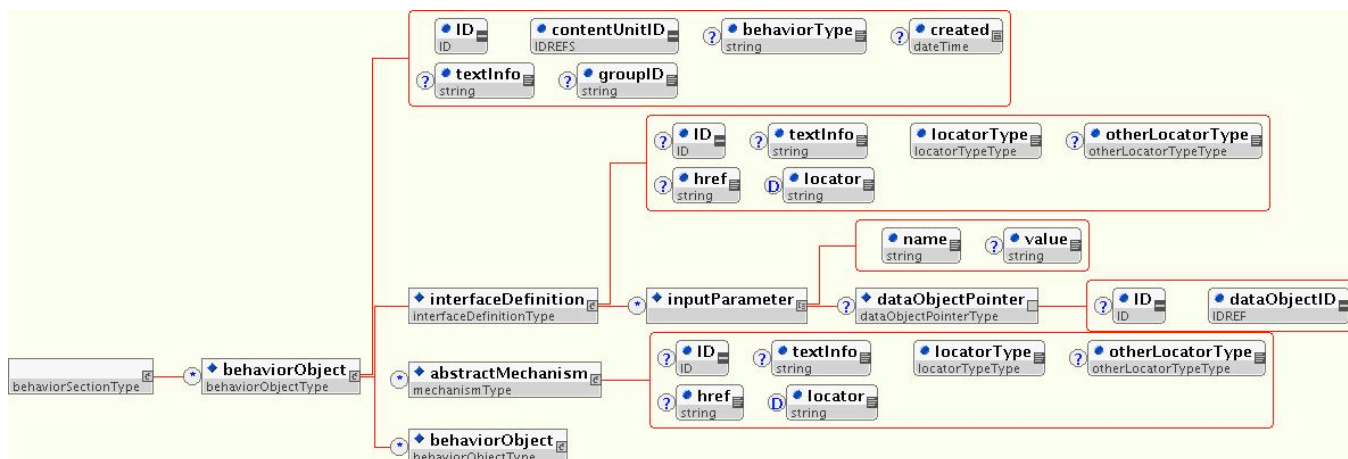 ID contentUnitID ? behaviorType ? created
ID IDREFS string dateTime
? textInfo ? groupID
string string
? ID ? textInfo locatorType ? otherLocatorType
ID string locatorTypeType otherLocatorTypeType
? href D locator
string string
name ? value
string string
interfaceDefinition * inputParameter ? dataObjectPointer ? ID dataObjectID
interfaceDefinitionType dataObjectPointerType ID IDREF
behaviorSectionType * behaviorObject
behaviorObjectType
* abstractMechanism ? ID ? textInfo locatorType ? otherLocatorType
mechanismType ID string locatorTypeType otherLocatorTypeType
? href D locator
string string
* behaviorObject
behaviorObjectType